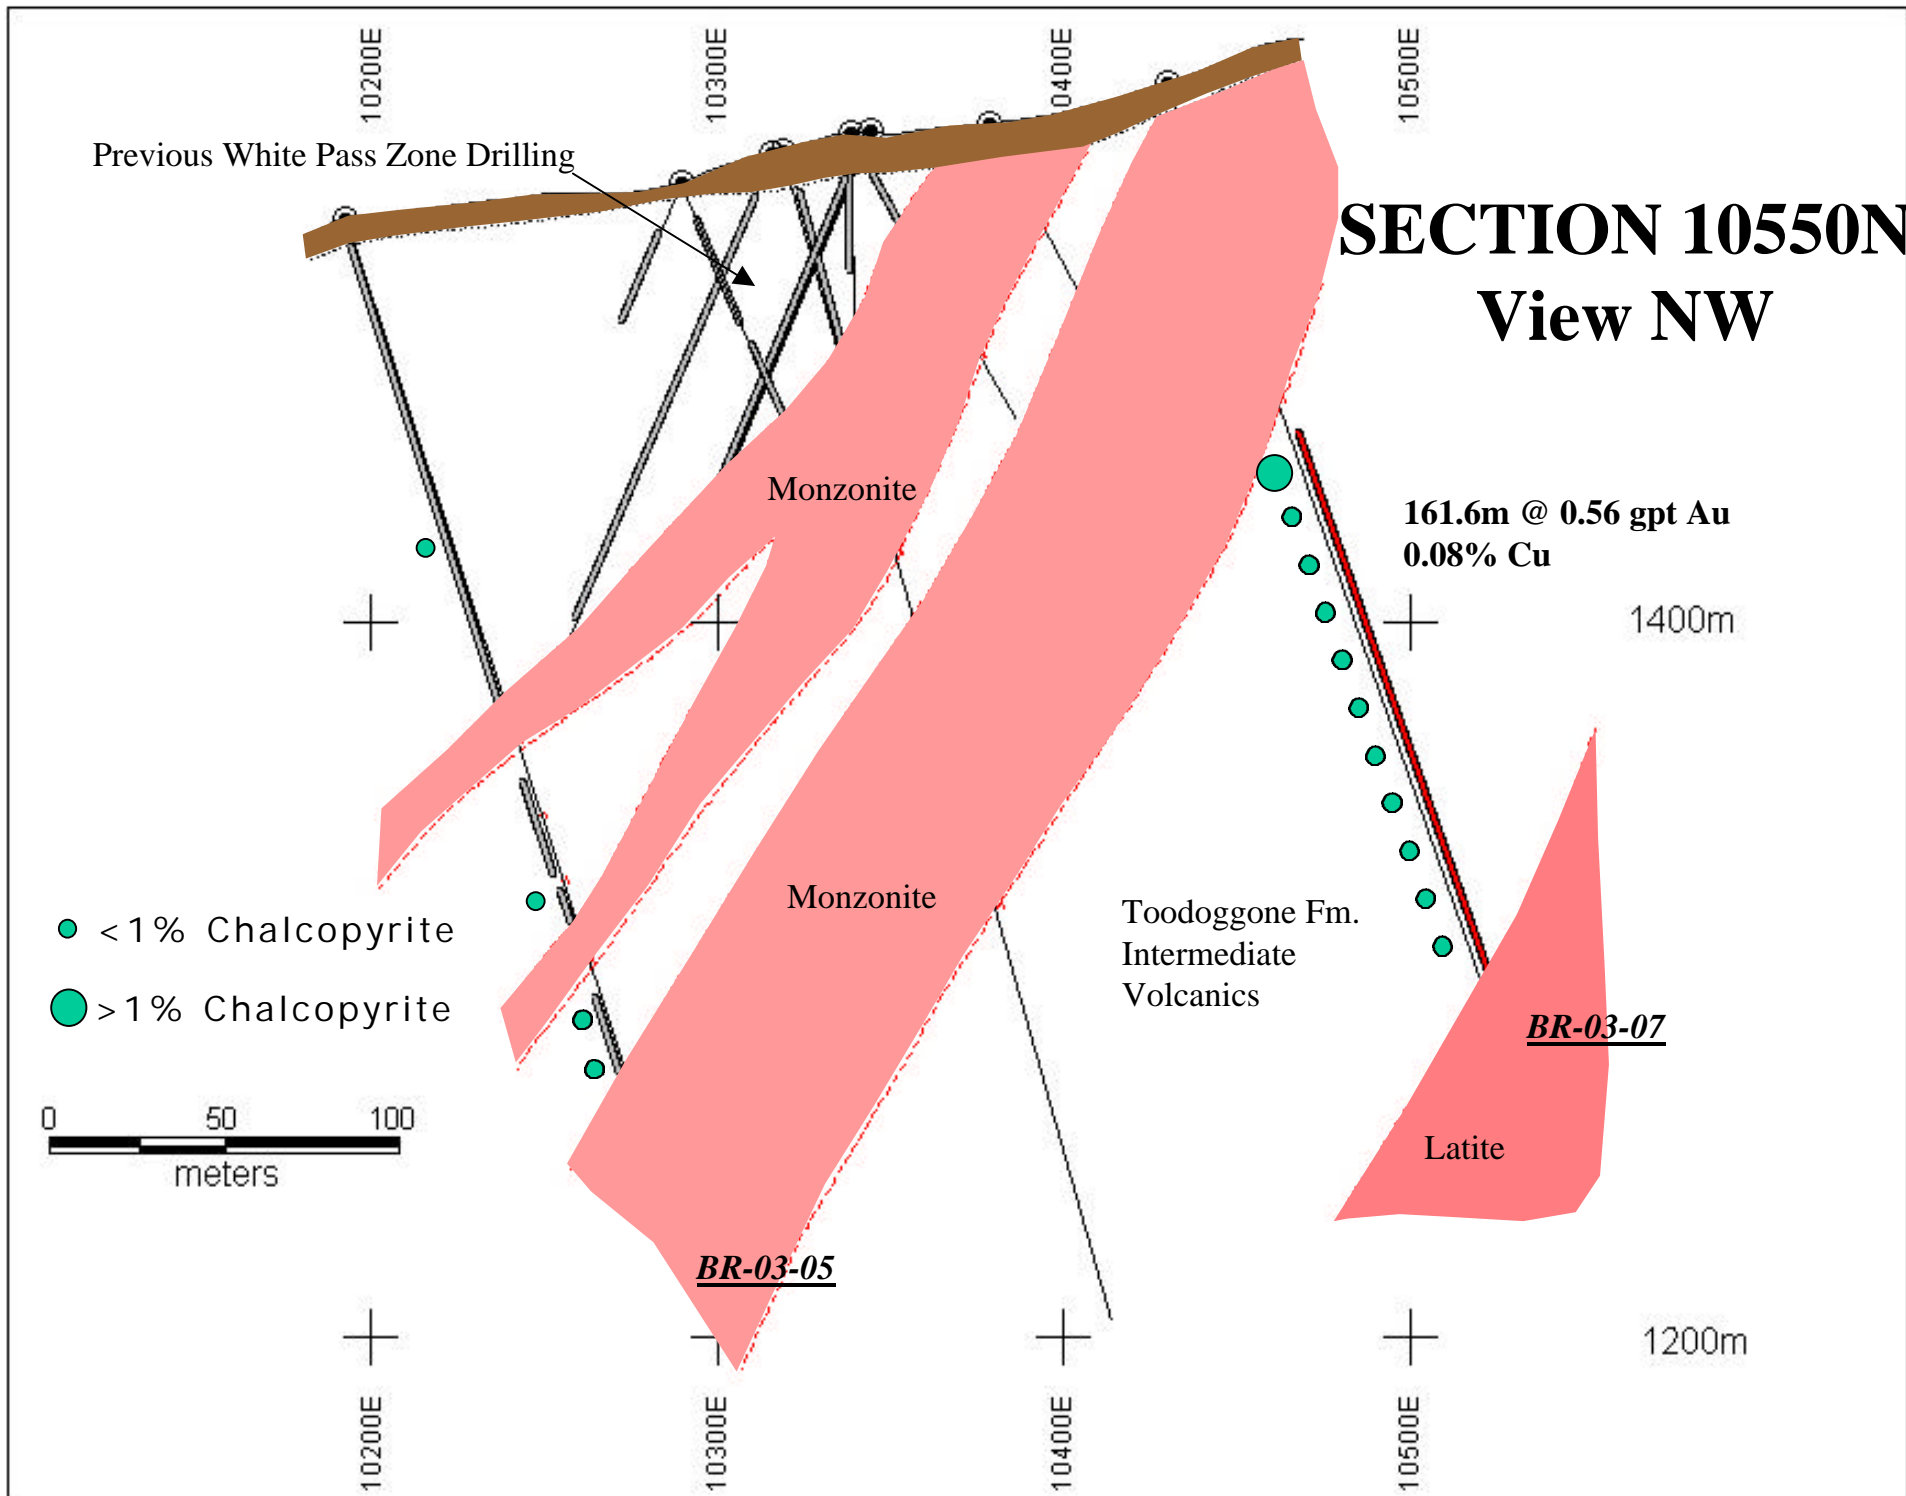 10200E
10300E
10400E
10500E
Previous White Pass Zone Drilling
SECTION 10550N
View NW
Monzonite
161.6m @ 0.56 gpt Au
0.08% Cu
1400m
Monzonite
Toodoggone Fm.
Intermediate
Volcanics
<1% Chalcopyrite
>1% Chalcopyrite
BR-03-07
0 50 100
meters
Latite
BR-03-05
1200m
10200E
10300E
10400E
10500E